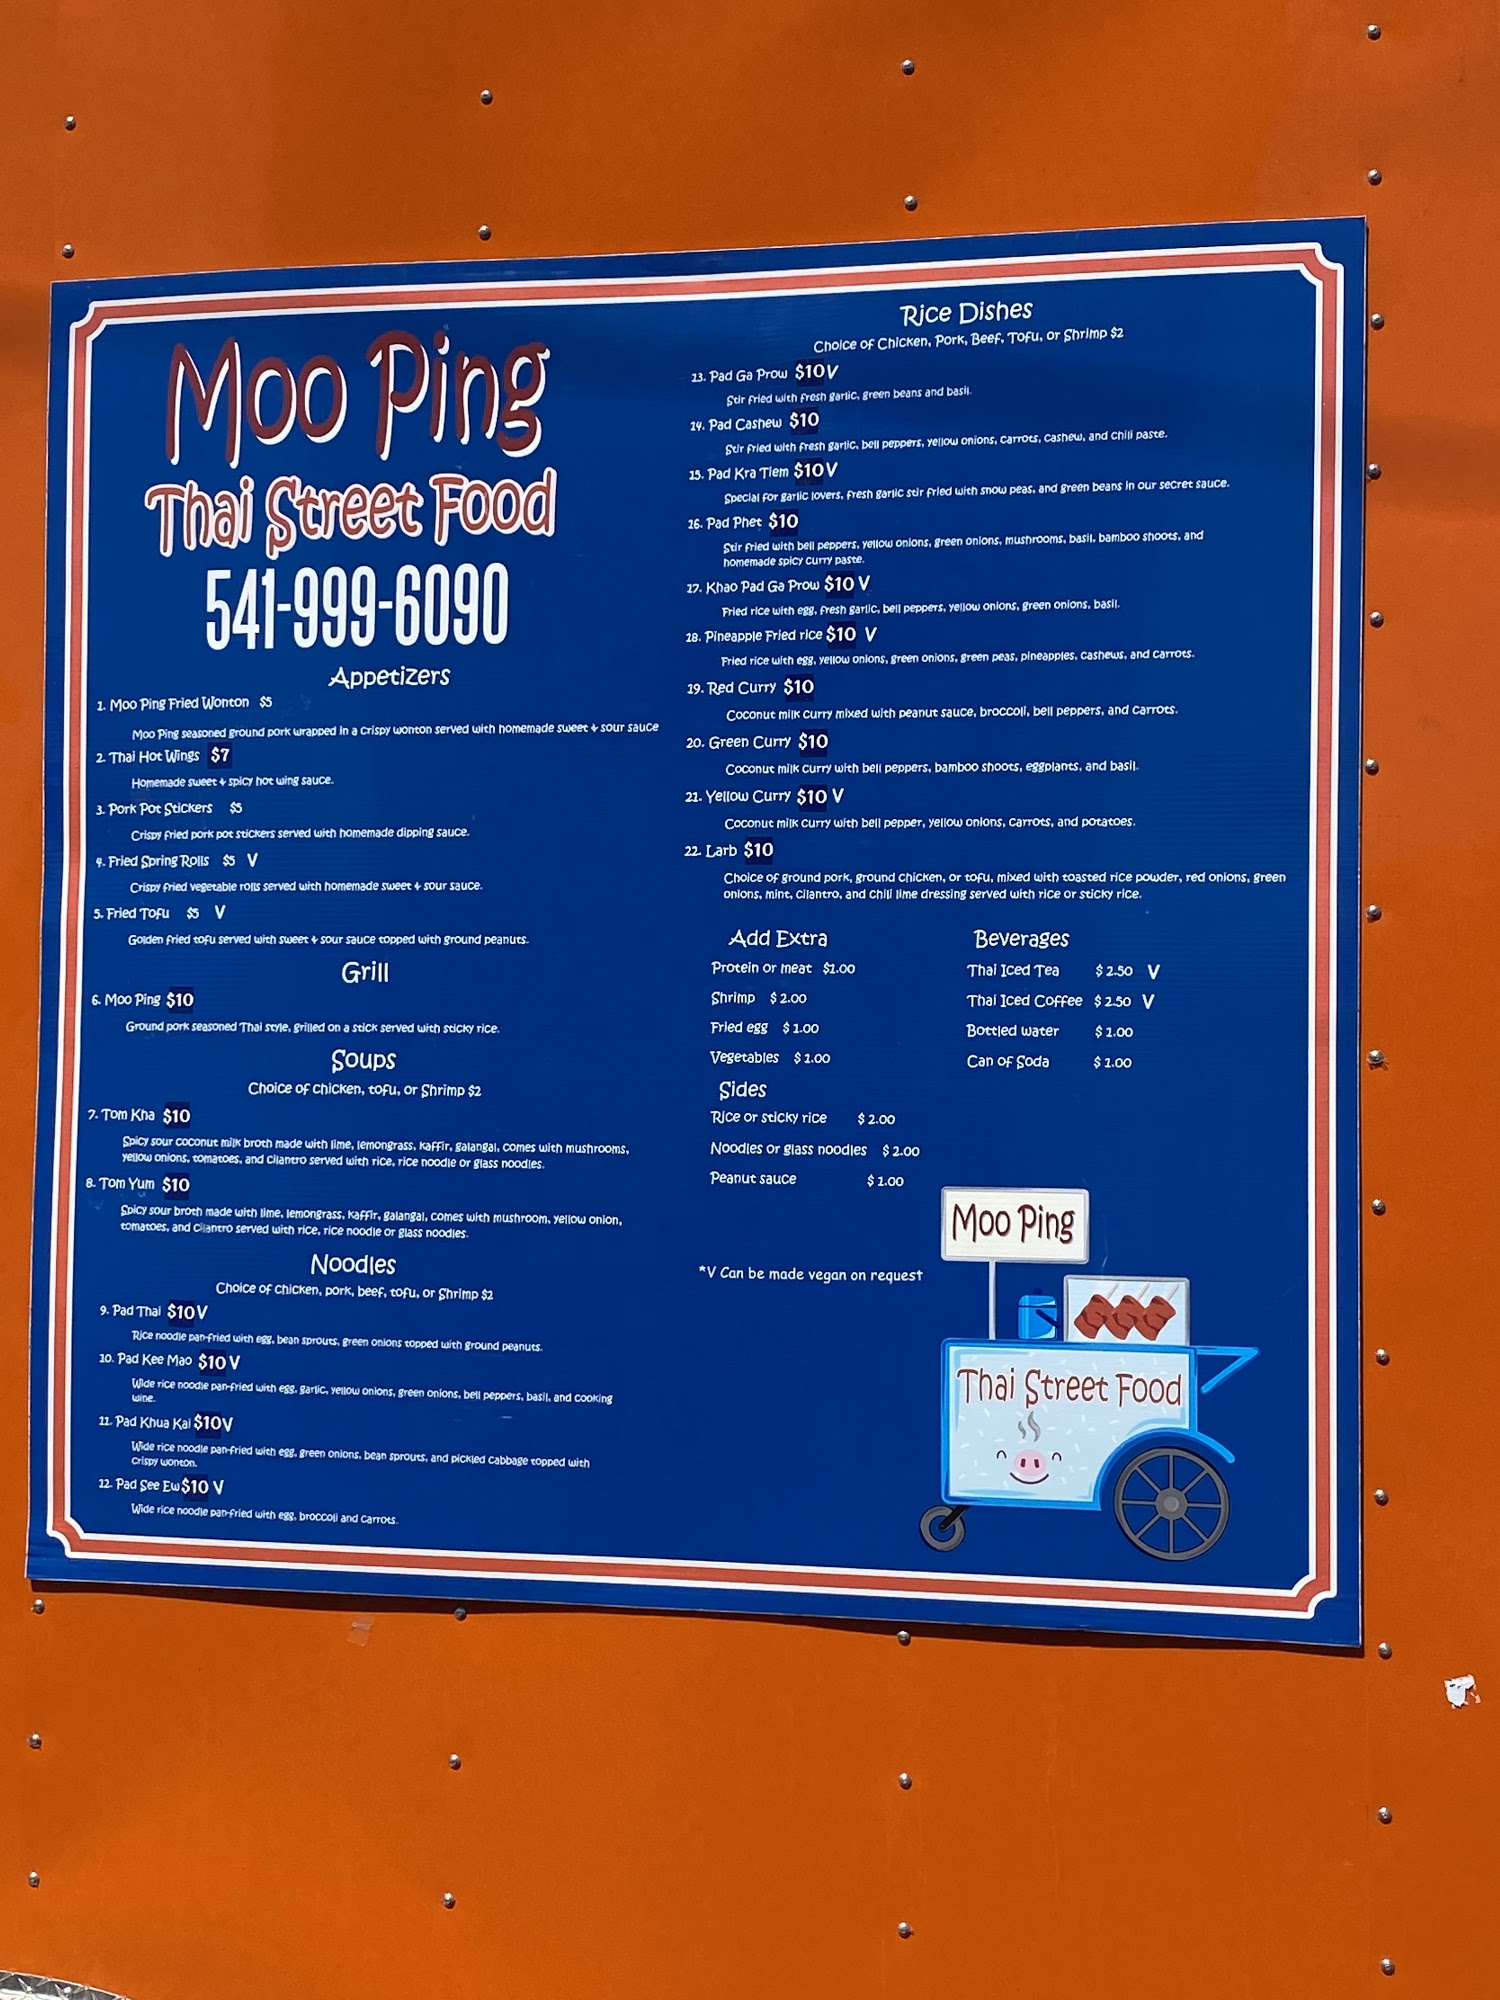 Moo Ping
Thai Street Food
541-999-6090
Appetizers
1. Moo Ping Fried Wonton $5
Moo Ping seasoned ground pork wrapped in a crispy wonton served with homemade sweet & sour sauce
2. Thai Hot Wings $7
Homemade sweet & spicy hot wing sauce.
3. Pork Pot Stickers $5
Crispy fried pork pot stickers served with homemade dipping sauce.
4. Fried Spring Rolls $5 V
Crispy fried vegetable rolls served with homemade sweet & sour sauce.
5. Fried Tofu $5 V
Golden fried tofu served with sweet & sour sauce topped with ground peanuts.
Grill
6. Moo Ping $10
Ground pork seasoned Thai style, grilled on a stick served with sticky rice.
Soups
Choice of chicken, tofu, or Shrimp $2
7. Tom Kha $10
Spicy sour coconut milk broth made with lime, lemongrass, kaffir, galangal, comes with mushrooms,
yellow onions, tomatoes, and cilantro served with rice, rice noodle or glass noodles.
8. Tom Yum $10
Spicy sour broth made with lime, lemongrass, kaffir, galangal, comes with mushroom, yellow onion,
tomatoes, and cilantro served with rice, rice noodle or glass noodles.
Noodles
Choice of chicken, pork, beef, tofu, or Shrimp $2
9. Pad Thai $10 V
Rice noodle pan-fried with egg, bean sprouts, green onions topped with ground peanuts.
10. Pad Kee Mao $10 V
Wide rice noodle pan-fried with egg, garlic, yellow onions, green onions, bell peppers, basil, and cooking
wine.
11. Pad Khua Kai $10 V
Wide rice noodle pan-fried with egg, green onions, bean sprouts, and pickled cabbage topped with
crispy wonton.
12. Pad See Ew $10 V
Wide rice noodle pan-fried with egg, broccoli and carrots.
Rice Dishes
Choice of Chicken, Pork, Beef, Tofu, or Shrimp $2
13. Pad Ga Prow $10 V
Stir fried with fresh garlic, green beans and basil.
14. Pad Cashew $10
Stir fried with fresh garlic, bell peppers, yellow onions, carrots, cashew, and chili paste.
15. Pad Kra Tiem $10 V
Special for garlic lovers, fresh garlic stir fried with snow peas, and green beans in our secret sauce.
16. Pad Phet $10
Stir fried with bell peppers, yellow onions, green onions, mushrooms, basil, bamboo shoots, and
homemade spicy curry paste.
17. Khao Pad Ga Prow $10 V
Fried rice with egg, fresh garlic, bell peppers, yellow onions, green onions, basil.
18. Pineapple Fried rice $10 V
Fried rice with egg, yellow onions, green onions, green peas, pineapples, cashews, and carrots.
19. Red Curry $10
Coconut milk curry mixed with peanut sauce, broccoli, bell peppers, and carrots.
20. Green Curry $10
Coconut milk curry with bell peppers, bamboo shoots, eggplants, and basil.
21. Yellow Curry $10 V
Coconut milk curry with bell pepper, yellow onions, carrots, and potatoes.
22. Larb $10
Choice of ground pork, ground chicken, or tofu, mixed with toasted rice powder, red onions, green
onions, mint, cilantro, and chili lime dressing served with rice or sticky rice.
Add Extra
Protein or meat $1.00
Shrimp $2.00
Fried egg $1.00
Vegetables $1.00
Sides
Rice or sticky rice $2.00
Noodles or glass noodles $2.00
Peanut sauce $1.00
Beverages
Thai Iced Tea $2.50 V
Thai Iced Coffee $2.50 V
Bottled water $1.00
Can of Soda $1.00
*V Can be made vegan on request
Moo Ping
Thai Street Food